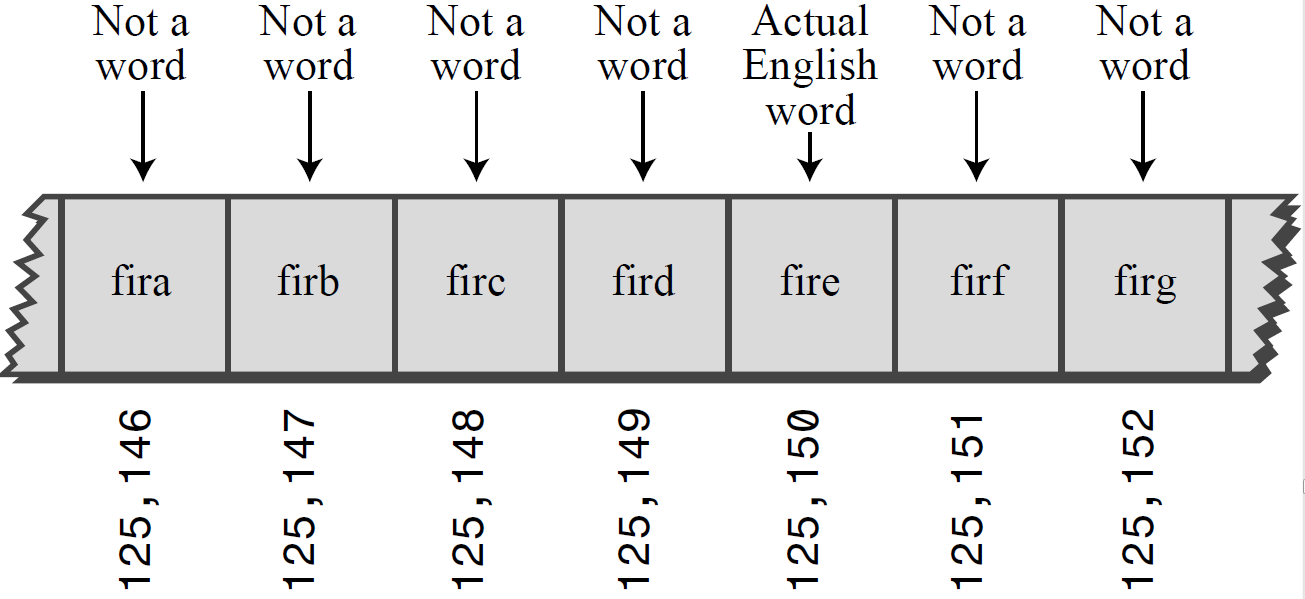 Not a word
Not a word
Not a word
Not a word
Actual English word
Not a word
Not a word
fira
firb
firc
fird
fire
firf
firg
125,146
125,147
125,148
125,149
125,150
125,151
125,152